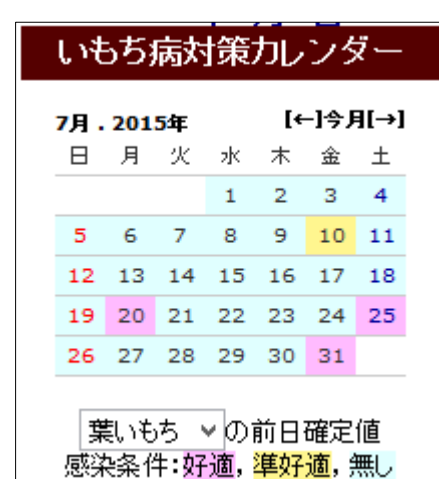 いもち病対策カレンダー
7月 . 2015年 [←]今月[→]
日 月 火 水 木 金 土
1 2 3 4
5 6 7 8 9 10 11
12 13 14 15 16 17 18
19 20 21 22 23 24 25
26 27 28 29 30 31
葉いもち の前日確定値
感染条件:好適, 準好適, 無し